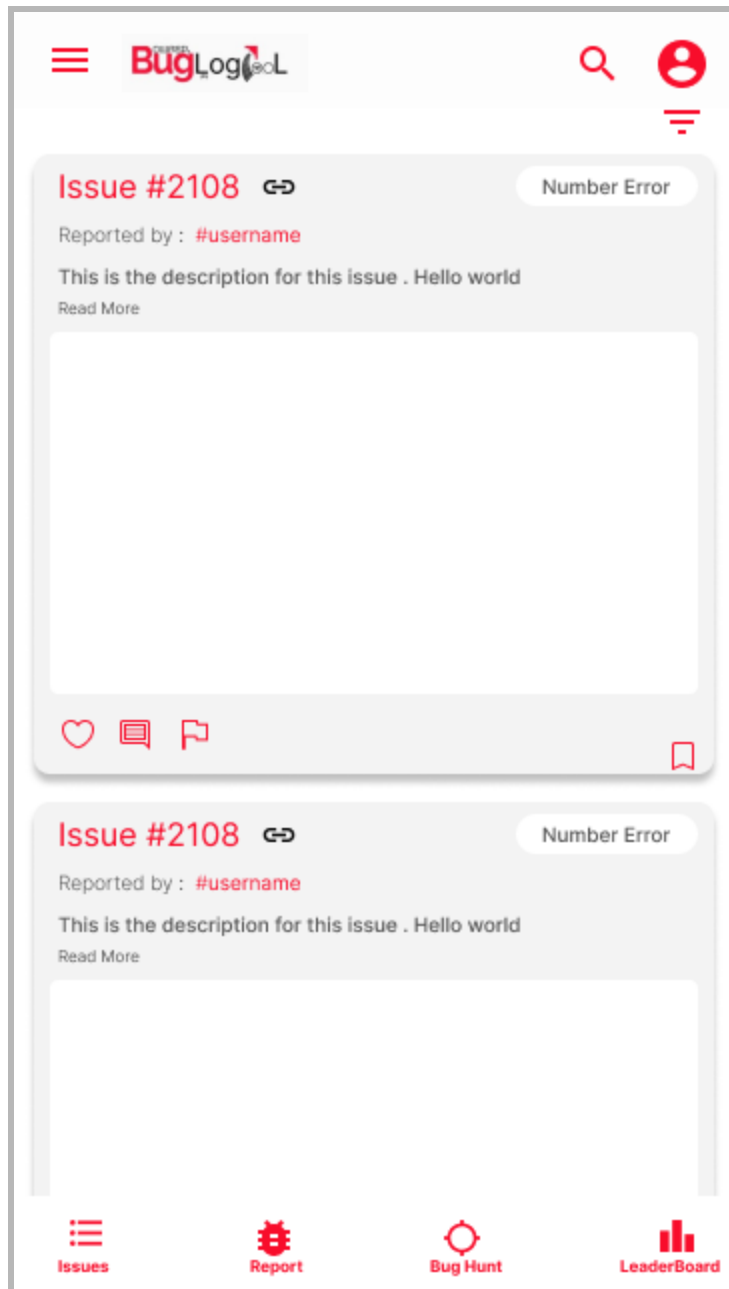 BugLog
Issue #2108
Number Error
Reported by : #username
This is the description for this issue . Hello world
Read More
Issue #2108
Number Error
Reported by : #username
This is the description for this issue . Hello world
Read More
Issues
Report
Bug Hunt
LeaderBoard